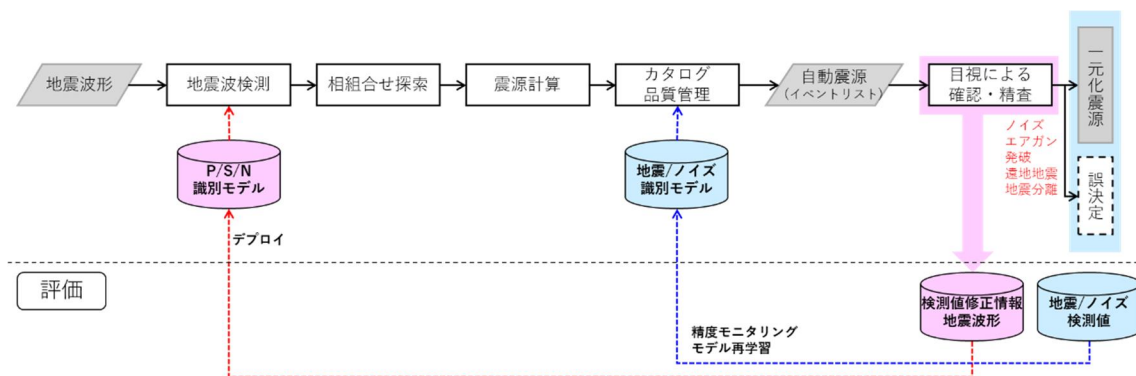 地震波形
地震波検測
相組合せ探索
震源計算
カタログ
品質管理
自動震源
(イベントリスト)
目視による
確認・精査
一元化震源
ノイズ
エアガン
発破
遠地地震
地震分離
誤決定
P/S/N
識別モデル
地震/ノイズ
識別モデル
デプロイ
評価
検測値修正情報
地震波形
地震/ノイズ
検測値
精度モニタリング
モデル再学習